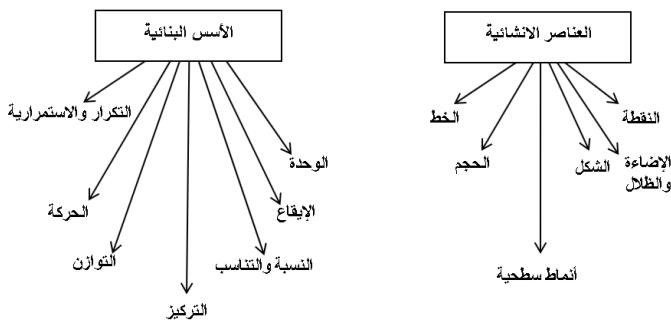 العناصر الانشائية
النقطة
الإضاءة
والظلال
الشكل
أنماط سطحية
الحجم
الخط
الأسس البنائية
الوحدة
الإيقاع
النسبة والتناسب
التركيز
التوازن
الحركة
التكرار والاستمرارية